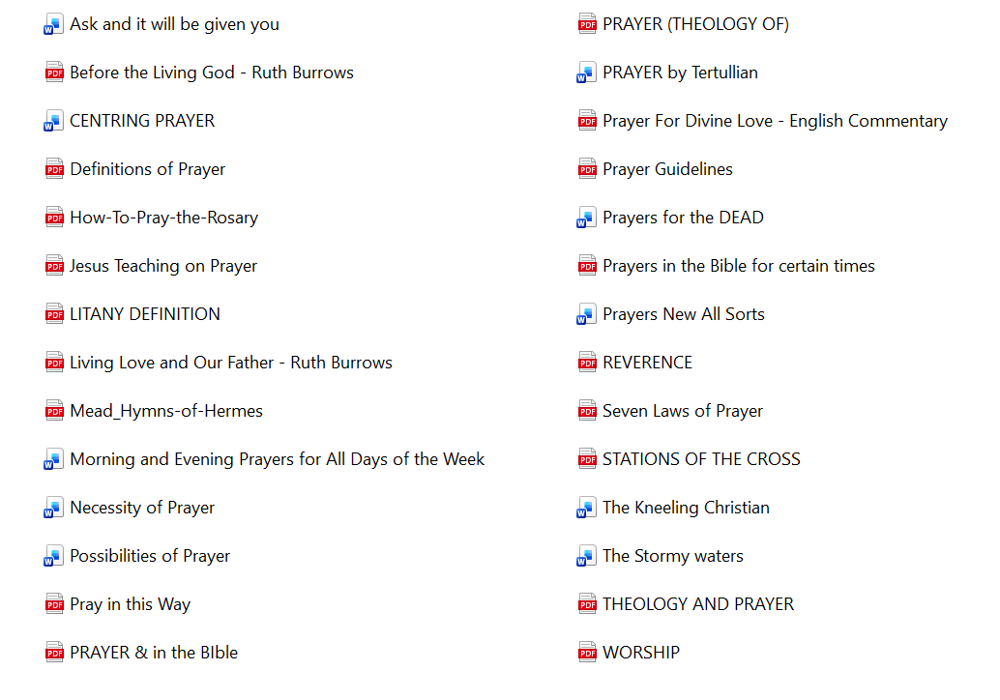 Ask and it will be given you
Before the Living God - Ruth Burrows
CENTRING PRAYER
Definitions of Prayer
How-To-Pray-the-Rosary
Jesus Teaching on Prayer
LITANY DEFINITION
Living Love and Our Father - Ruth Burrows
Mead_Hymns-of-Hermes
Morning and Evening Prayers for All Days of the Week
Necessity of Prayer
Possibilities of Prayer
Pray in this Way
PRAYER & in the BIble
PRAYER (THEOLOGY OF)
PRAYER by Tertullian
Prayer For Divine Love - English Commentary
Prayer Guidelines
Prayers for the DEAD
Prayers in the Bible for certain times
Prayers New All Sorts
REVERENCE
Seven Laws of Prayer
STATIONS OF THE CROSS
The Kneeling Christian
The Stormy waters
THEOLOGY AND PRAYER
WORSHIP